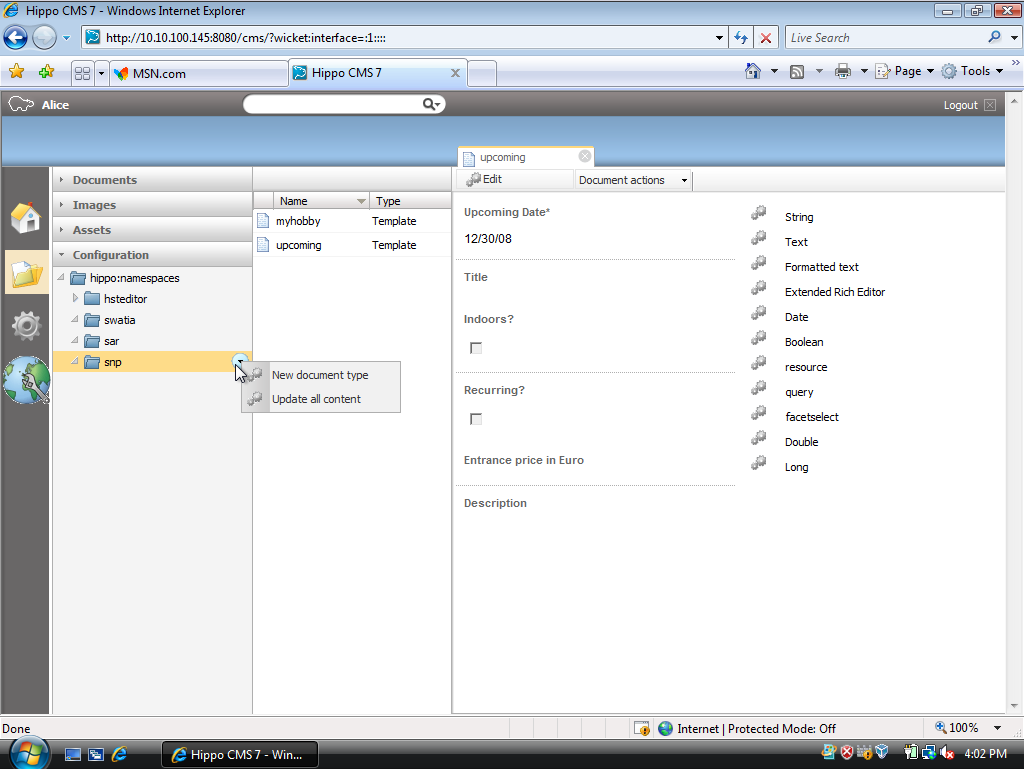 Hippo CMS 7 - Windows Internet Explorer
http://10.10.100.145:8080/cms/?wicket:interface=:1::::
Live Search
MSN.com
Hippo CMS 7
Page
Tools
Alice
Logout
upcoming
Edit
Document actions
Documents
Images
Assets
Configuration
hippo:namespaces
hsteditor
swatia
sar
snp
New document type
Update all content
Name Type
myhobby Template
upcoming Template
Upcoming Date*
12/30/08
Title
Indoors?
Recurring?
Entrance price in Euro
Description
String
Text
Formatted text
Extended Rich Editor
Date
Boolean
resource
query
facetselect
Double
Long
Done
Internet | Protected Mode: Off
100%
Hippo CMS 7 - Win...
4:02 PM